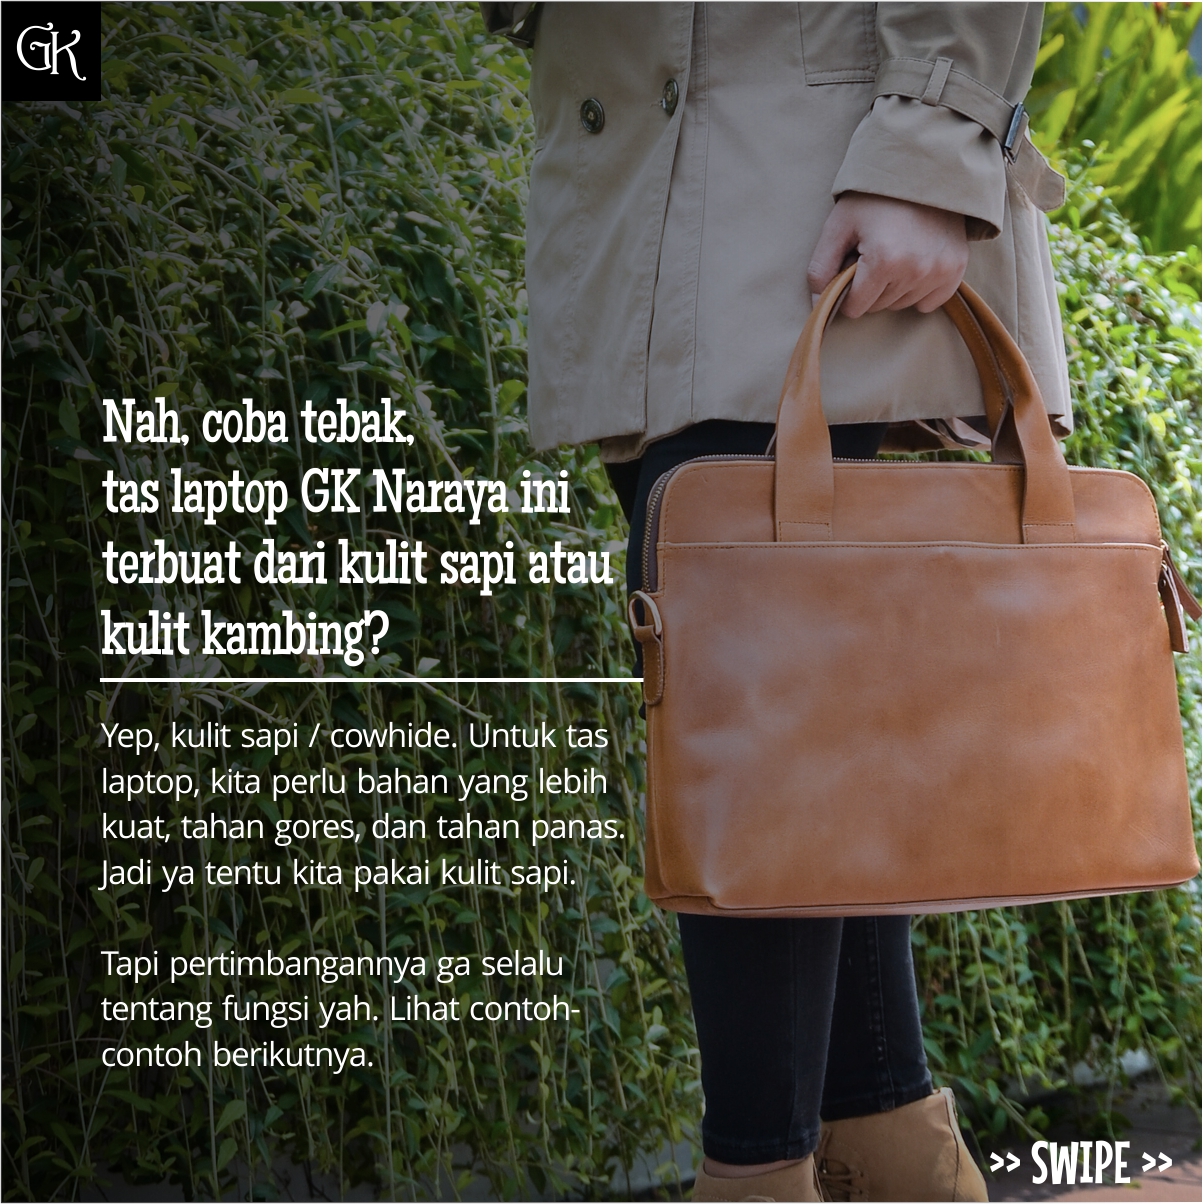 GK
Nah, coba tebak,
tas laptop GK Naraya ini
terbuat dari kulit sapi atau
kulit kambing?
Yep, kulit sapi / cowhide. Untuk tas
laptop, kita perlu bahan yang lebih
kuat, tahan gores, dan tahan panas.
Jadi ya tentu kita pakai kulit sapi.
Tapi pertimbangannya ga selalu
tentang fungsi yah. Lihat contoh-
contoh berikutnya.
>> SWIPE >>